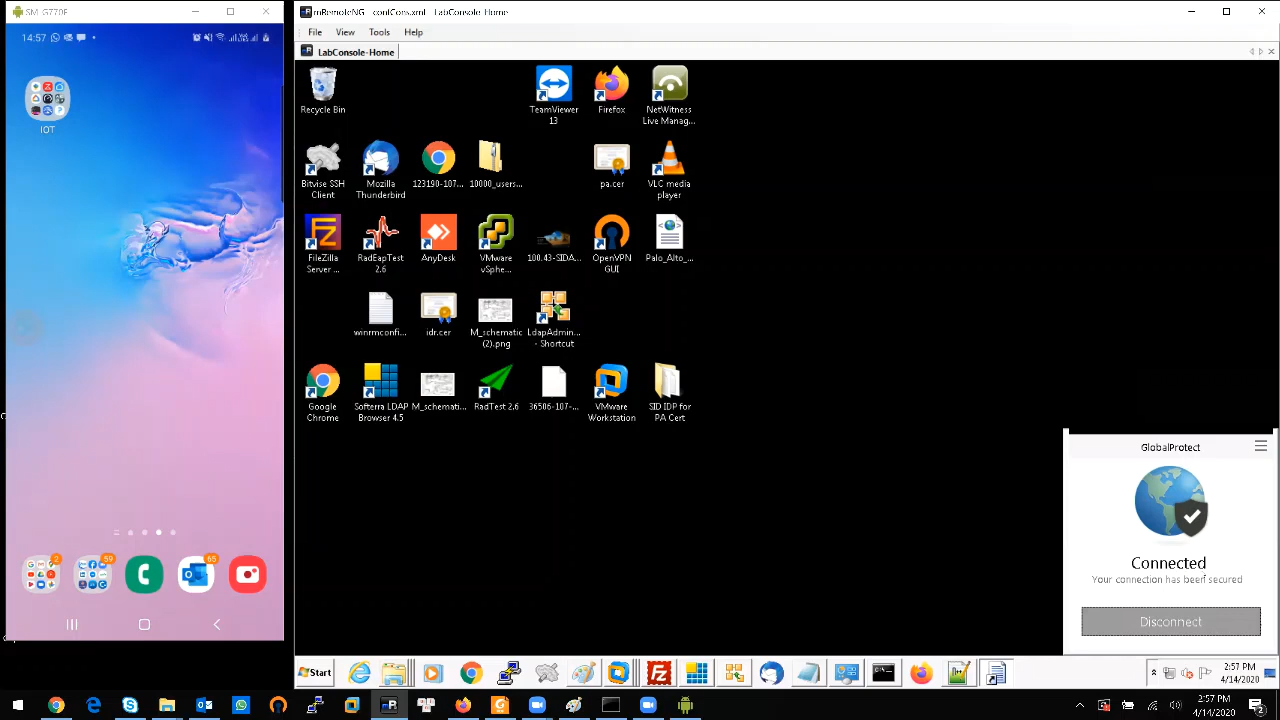 SM-G770F
14:57
IOT
2
59
65
mRemoteNG - confCons.xml - LabConsole-Home
File View Tools Help
LabConsole-Home
Recycle Bin
TeamViewer 13
Firefox
NetWitness Live Manag...
Bitvise SSH Client
Mozilla Thunderbird
123190-107...
10000_users...
pa.cer
VLC media player
FileZilla Server ...
RadEapTest 2.6
AnyDesk
VMware vSphe...
100.43-SIDA...
OpenVPN GUI
Palo_Alto_...
winrmconfi...
idr.cer
M_schematic (2).png
LdapAdmin... - Shortcut
Google Chrome
Softerra LDAP Browser 4.5
M_schemati...
RadTest 2.6
36506-107-...
VMware Workstation
SID IDP for PA Cert
GlobalProtect
Connected
Your connection has been secured
Disconnect
Start
2:57 PM
4/14/2020
2:57 PM
4/14/2020